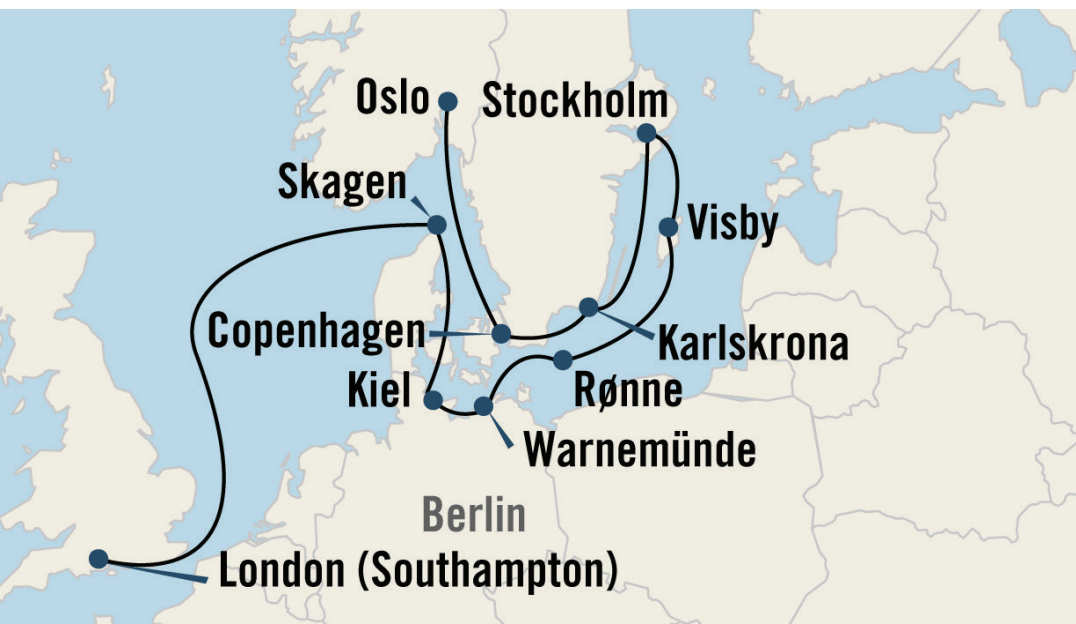 Oslo
Stockholm
Skagen
Visby
Copenhagen
Karlskrona
Kiel
Rønne
Warnemünde
Berlin
London (Southampton)